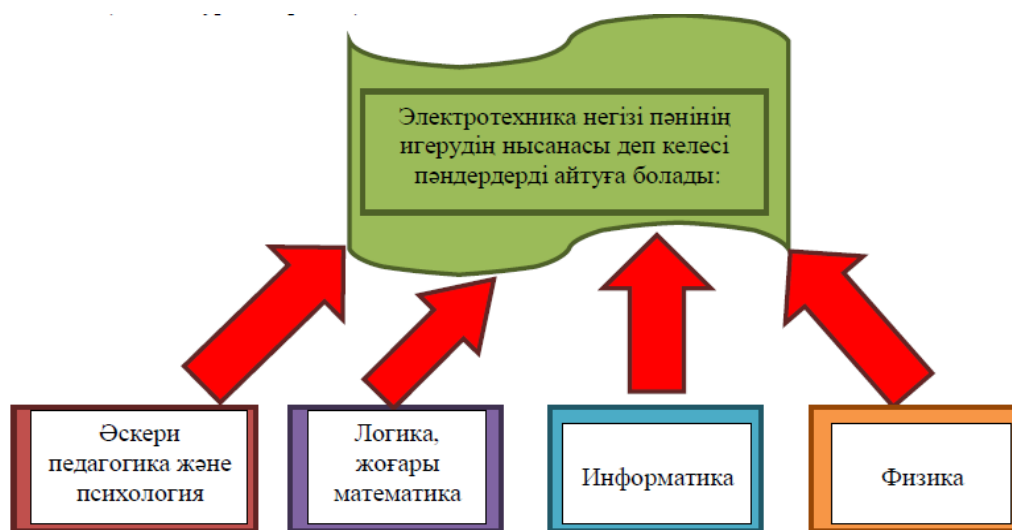 Электротехника негізі пәнінің
игерудің нысанасы деп келесі
пәндердерді айтуға болады:
Әскери
педагогика және
психология
Логика,
жоғары
математика
Информатика
Физика